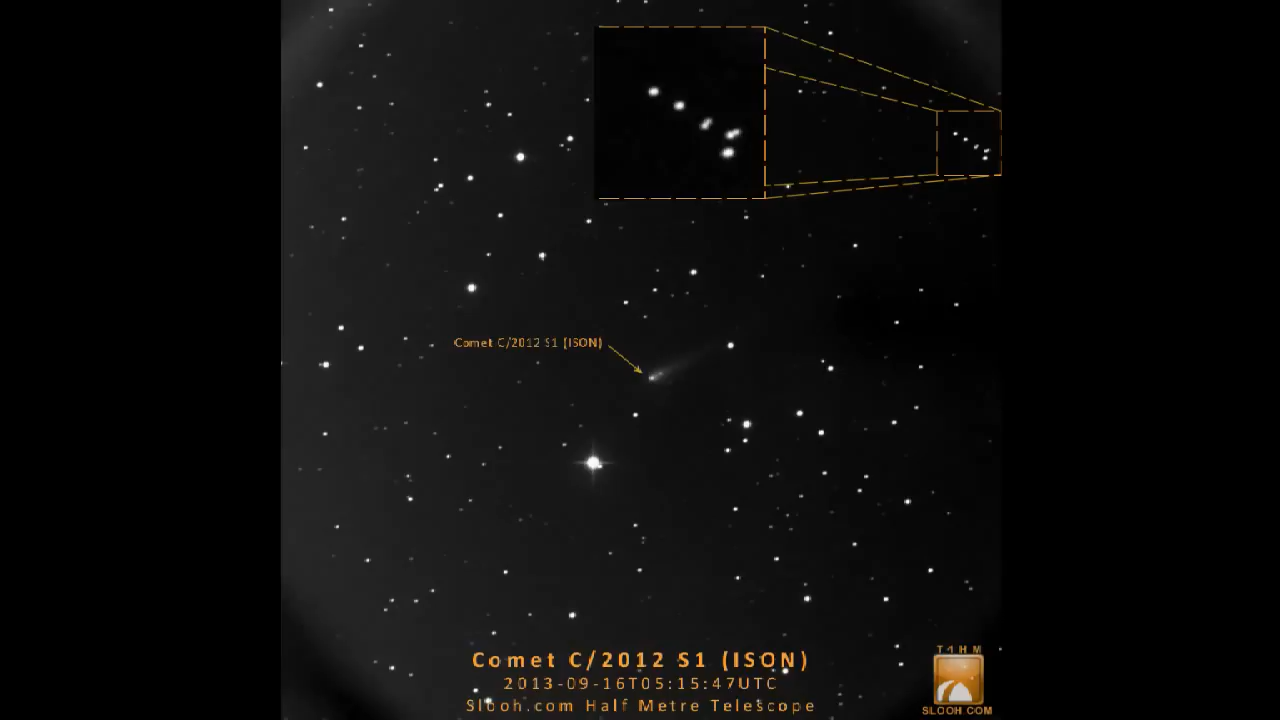 Comet C/2012 S1 (ISON)
Comet C/2012 S1 (ISON)
2013-09-16T05:15:47UTC
Slooh.com Half Metre Telescope
T1HM
SLOOH.COM